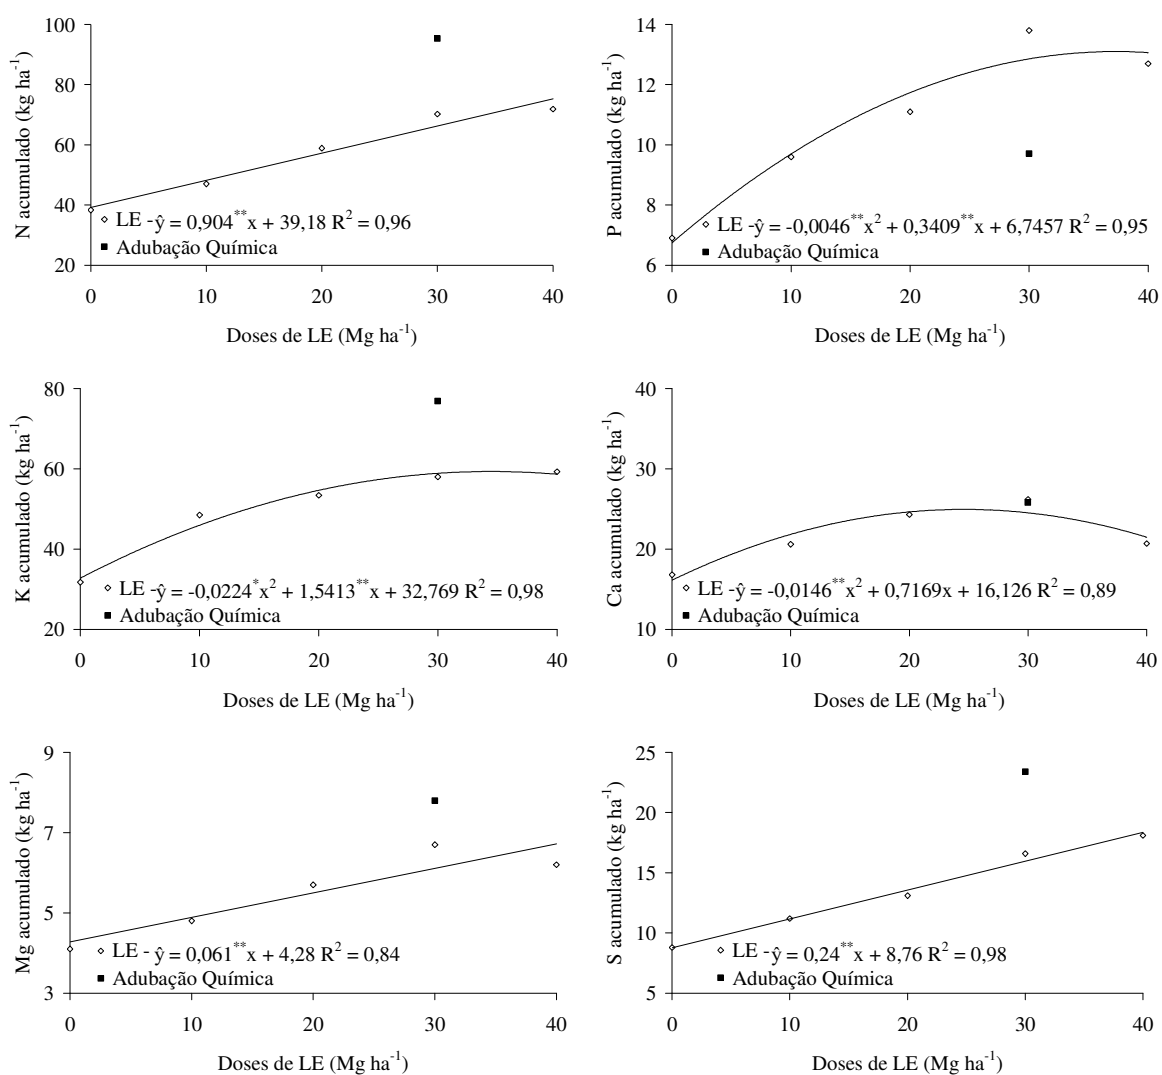 100
80
60
40
20
N acumulado (kg ha-1)
LE - ŷ = 0,904**x + 39,18 R2 = 0,96
Adubação Química
0 10 20 30 40
Doses de LE (Mg ha-1)
14
12
10
8
6
P acumulado (kg ha-1)
LE - ŷ = -0,0046**x2 + 0,3409**x + 6,7457 R2 = 0,95
Adubação Química
0 10 20 30 40
Doses de LE (Mg ha-1)
80
60
40
20
K acumulado (kg ha-1)
LE - ŷ = -0,0224*x2 + 1,5413**x + 32,769 R2 = 0,98
Adubação Química
0 10 20 30 40
Doses de LE (Mg ha-1)
40
30
20
10
Ca acumulado (kg ha-1)
LE - ŷ = -0,0146**x2 + 0,7169x + 16,126 R2 = 0,89
Adubação Química
0 10 20 30 40
Doses de LE (Mg ha-1)
9
7
5
3
Mg acumulado (kg ha-1)
LE - ŷ = 0,061**x + 4,28 R2 = 0,84
Adubação Química
0 10 20 30 40
Doses de LE (Mg ha-1)
25
20
15
10
5
S acumulado (kg ha-1)
LE - ŷ = 0,24**x + 8,76 R2 = 0,98
Adubação Química
0 10 20 30 40
Doses de LE (Mg ha-1)